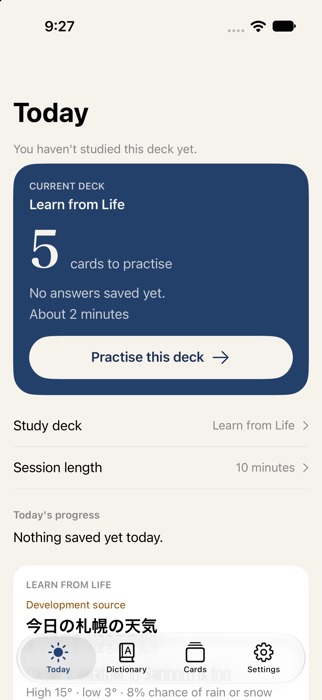 9:27
Today
You haven't studied this deck yet.
CURRENT DECK
Learn from Life
5 cards to practise
No answers saved yet.
About 2 minutes
Practise this deck →
Study deck Learn from Life >
Session length 10 minutes >
Today's progress
Nothing saved yet today.
LEARN FROM LIFE
Development source
今日の札幌の天気
Today Dictionary Cards Settings
High 15° · low 3° · 8% chance of rain or snow